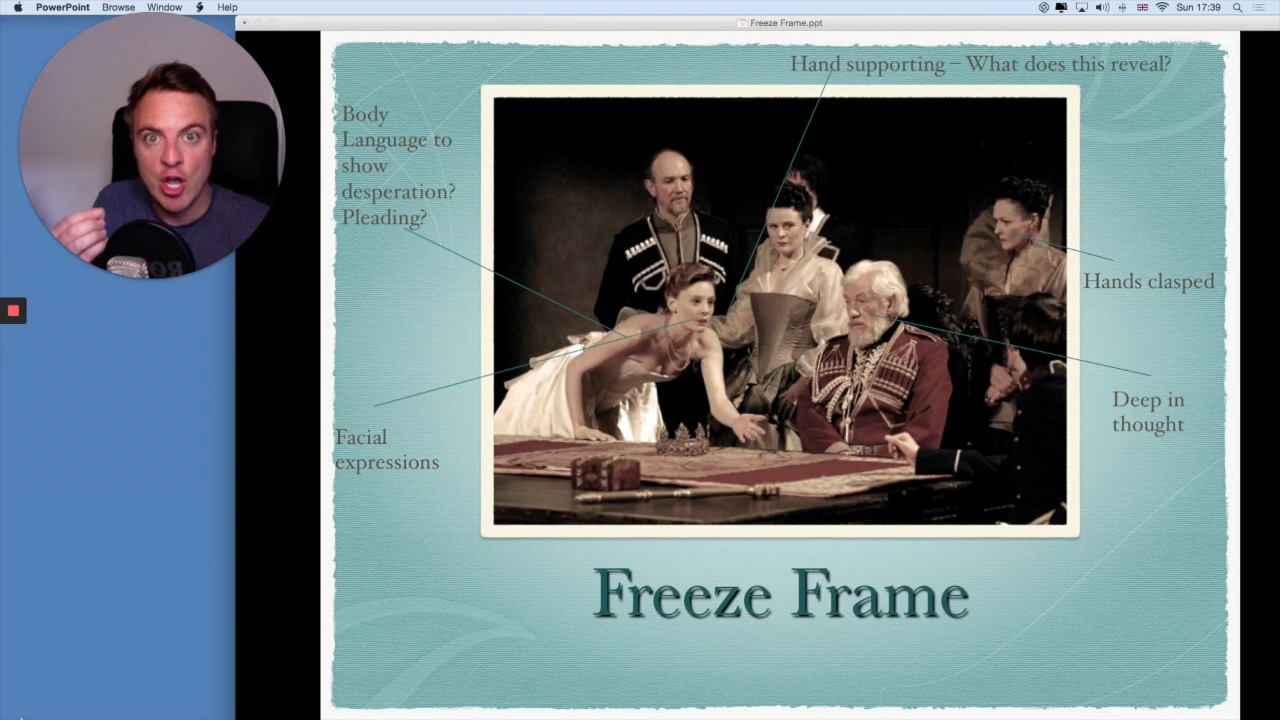 PowerPoint Browse Window Help
Sun 17:39
Freeze Frame.ppt
Hand supporting – What does this reveal?
Body
Language to
show
desperation?
Pleading?
Hands clasped
Deep in
thought
Facial
expressions
Freeze Frame